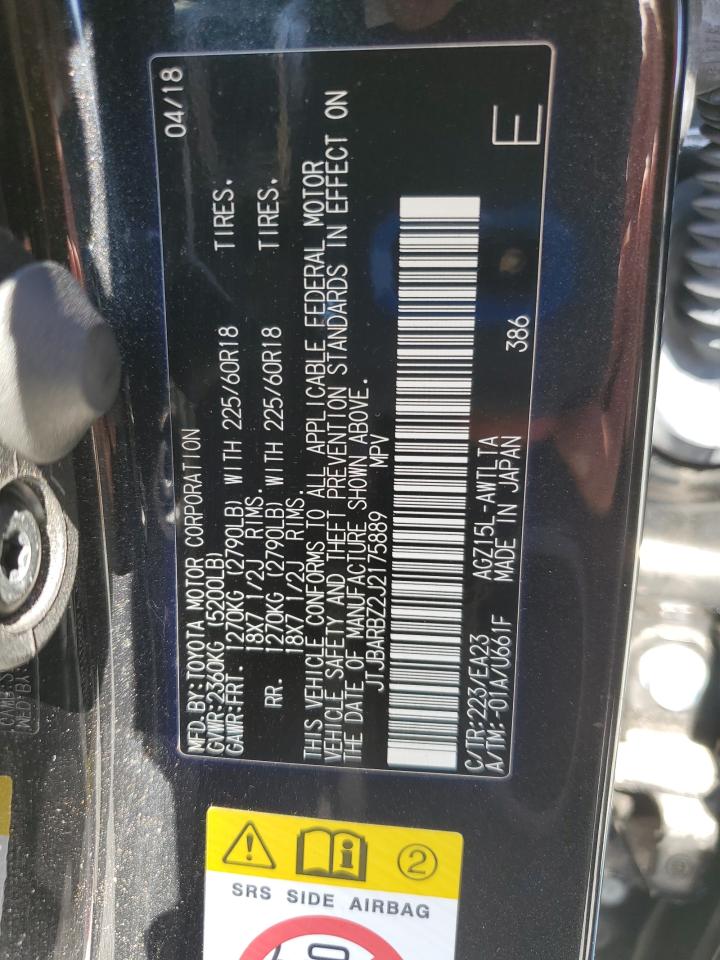 MFD.BY:TOYOTA MOTOR CORPORATION 04/18
GVWR:2360KG (5200LB)
GAWR:FRT. 1270KG (2790LB) WITH 225/60R18 TIRES.
18X7 1/2J RIMS.
RR. 1270KG (2790LB) WITH 225/60R18 TIRES.
18X7 1/2J RIMS.
THIS VEHICLE CONFORMS TO ALL APPLICABLE FEDERAL MOTOR
VEHICLE SAFETY AND THEFT PREVENTION STANDARDS IN EFFECT ON
THE DATE OF MANUFACTURE SHOWN ABOVE.
JTJBARBZ2J2175889 MPV
C/TR:223/EA23 AGZ15L-AWTLTA 386
A/TM:-01A/U661F MADE IN JAPAN E
2
SRS SIDE AIRBAG